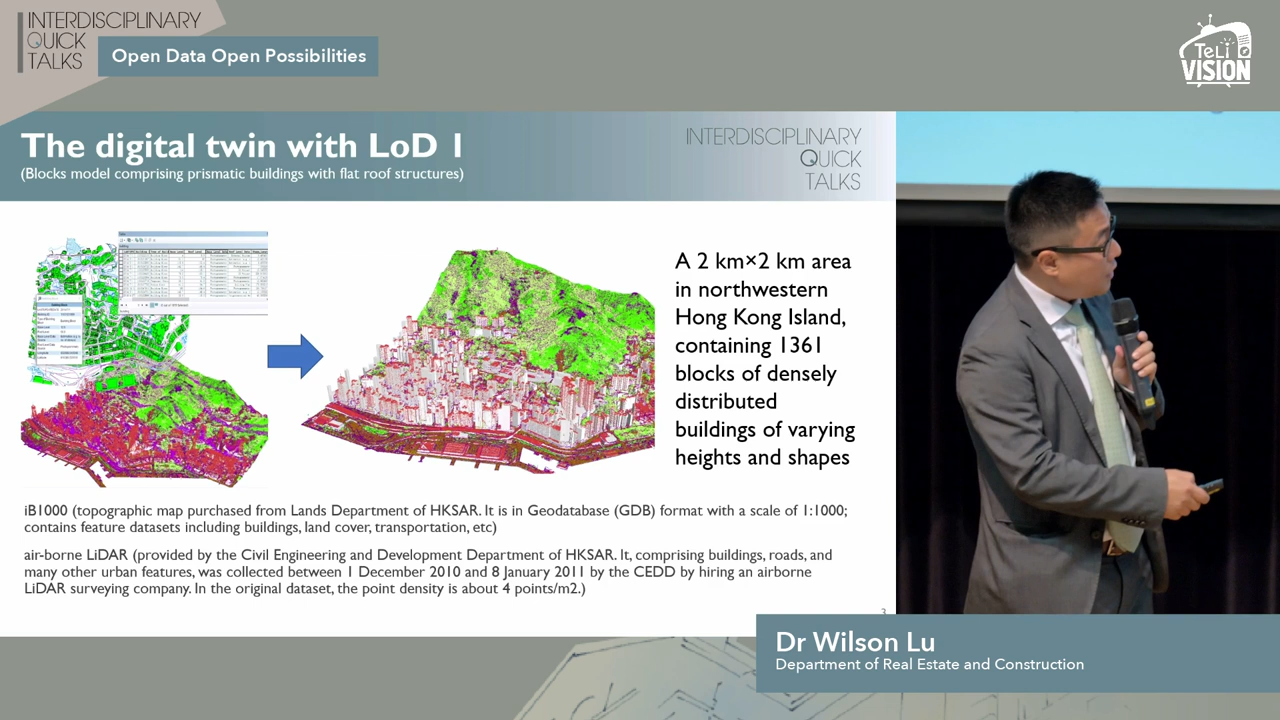 INTERDISCIPLINARY
QUICK
TALKS
Open Data Open Possibilities
TeLi
VISION
The digital twin with LoD 1
(Blocks model comprising prismatic buildings with flat roof structures)
INTERDISCIPLINARY
QUICK
TALKS
A 2 km×2 km area
in northwestern
Hong Kong Island,
containing 1361
blocks of densely
distributed
buildings of varying
heights and shapes
iB1000 (topographic map purchased from Lands Department of HKSAR. It is in Geodatabase (GDB) format with a scale of 1:1000;
contains feature datasets including buildings, land cover, transportation, etc)
air-borne LiDAR (provided by the Civil Engineering and Development Department of HKSAR. It, comprising buildings, roads, and
many other urban features, was collected between 1 December 2010 and 8 January 2011 by the CEDD by hiring an airborne
LiDAR surveying company. In the original dataset, the point density is about 4 points/m2.)
3
Dr Wilson Lu
Department of Real Estate and Construction